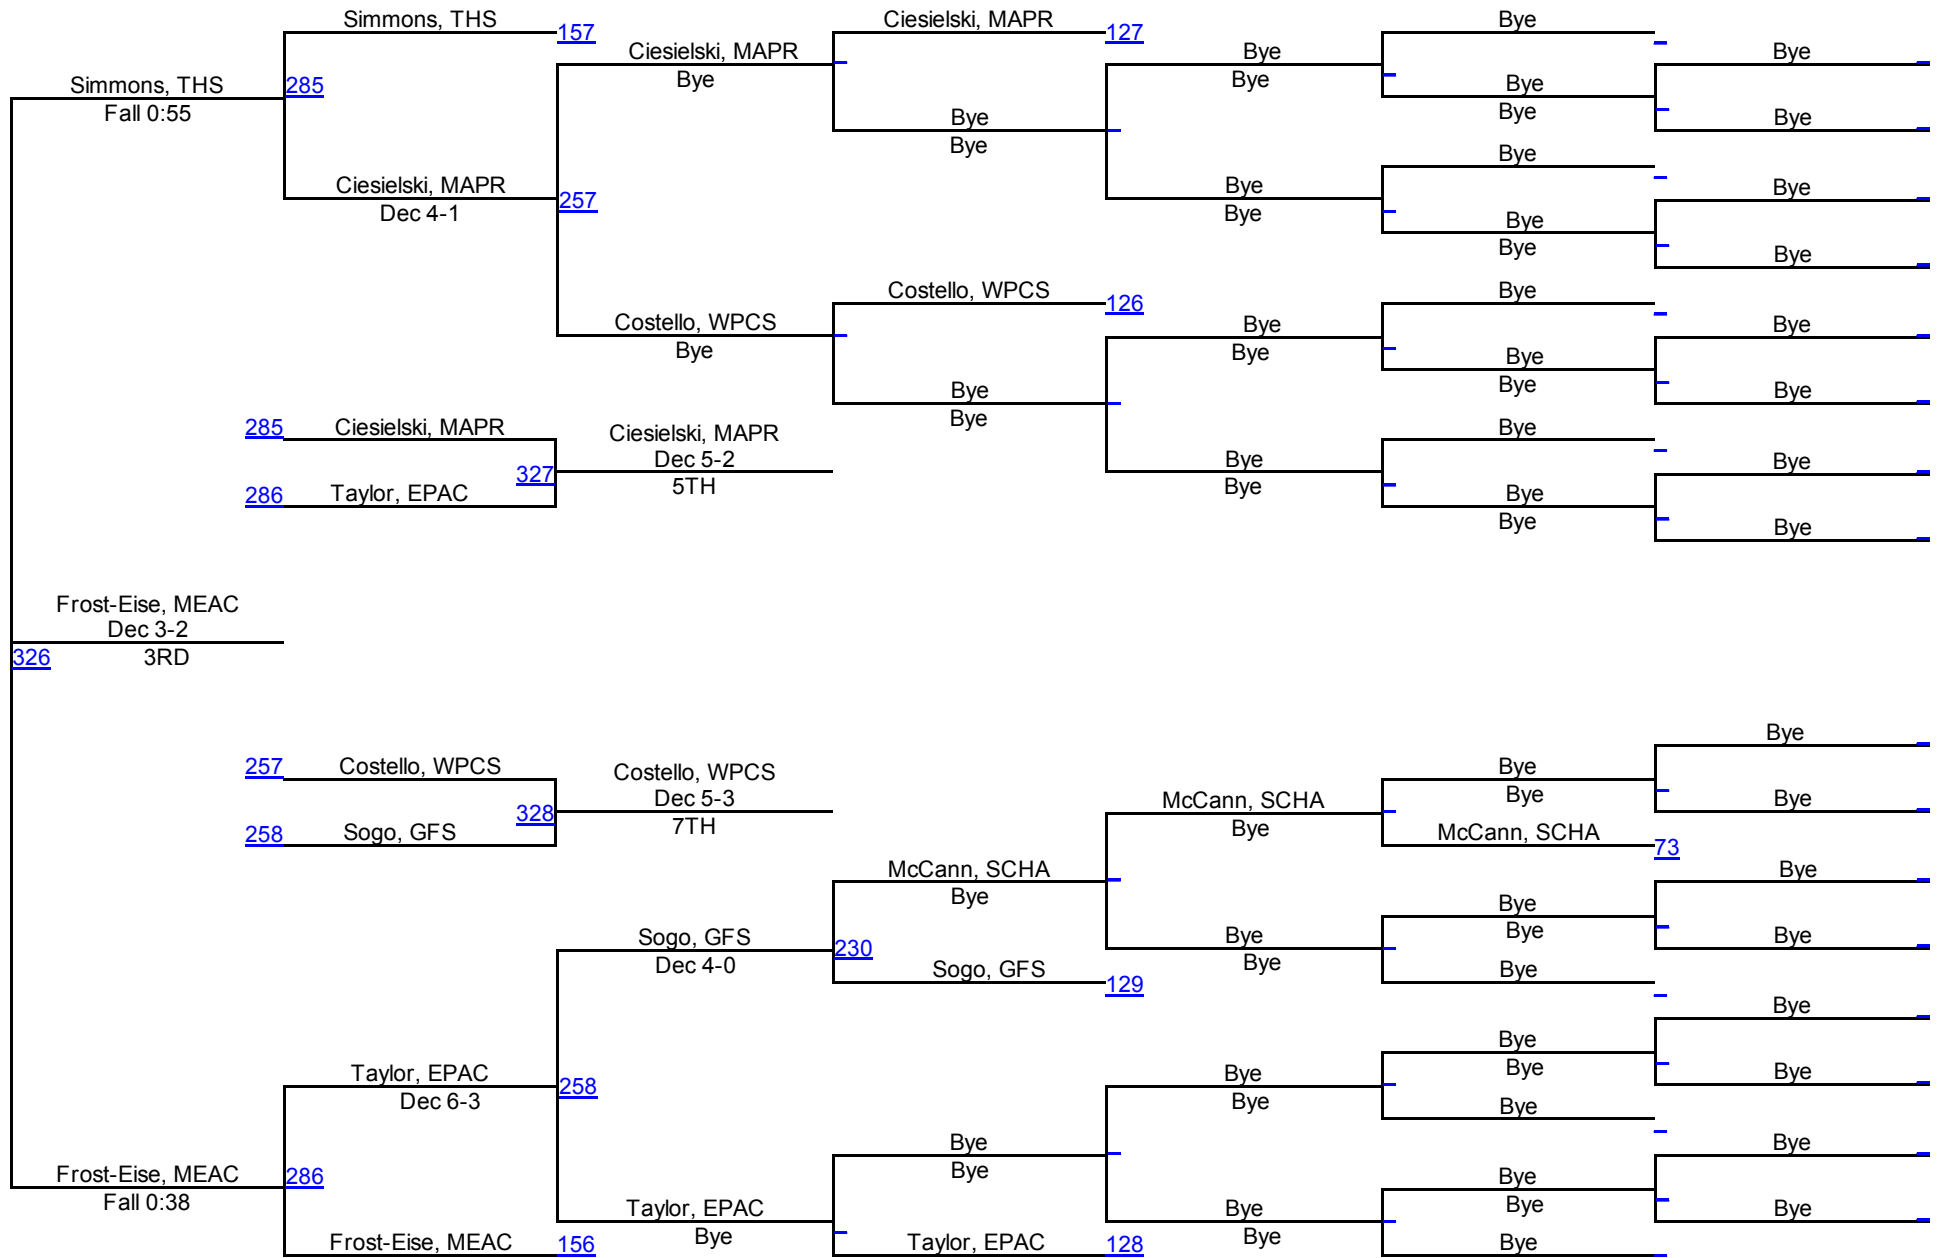 Simmons, THS
157
Ciesielski, MAPR
127
Bye
Ciesielski, MAPR
Bye
Bye
Bye
Bye
Simmons, THS
Fall 0:55
285
Bye
Bye
Bye
Bye
Bye
Bye
Ciesielski, MAPR
Dec 4-1
257
Bye
Bye
Bye
Bye
Bye
Bye
Bye
Costello, WPCS
126
Bye
Costello, WPCS
Bye
Bye
Bye
Bye
Bye
Bye
Bye
Bye
Bye
285
Ciesielski, MAPR
286
Taylor, EPAC
327
Ciesielski, MAPR
Dec 5-2
5TH
Bye
Bye
Bye
Bye
Bye
Bye
Bye
Frost-Eise, MEAC
Dec 3-2
326
3RD
Bye
257
Costello, WPCS
258
Sogo, GFS
328
Costello, WPCS
Dec 5-3
7TH
McCann, SCHA
Bye
Bye
Bye
Bye
McCann, SCHA
73
McCann, SCHA
Bye
Bye
Sogo, GFS
Dec 4-0
230
Sogo, GFS
129
Bye
Bye
Bye
Bye
Bye
Bye
Bye
Taylor, EPAC
Dec 6-3
258
Bye
Bye
Bye
Bye
Bye
Bye
Frost-Eise, MEAC
Fall 0:38
286
Bye
Bye
Bye
Bye
Bye
Bye
Taylor, EPAC
Bye
Bye
Bye
Bye
Frost-Eise, MEAC
156
Taylor, EPAC
128
Bye